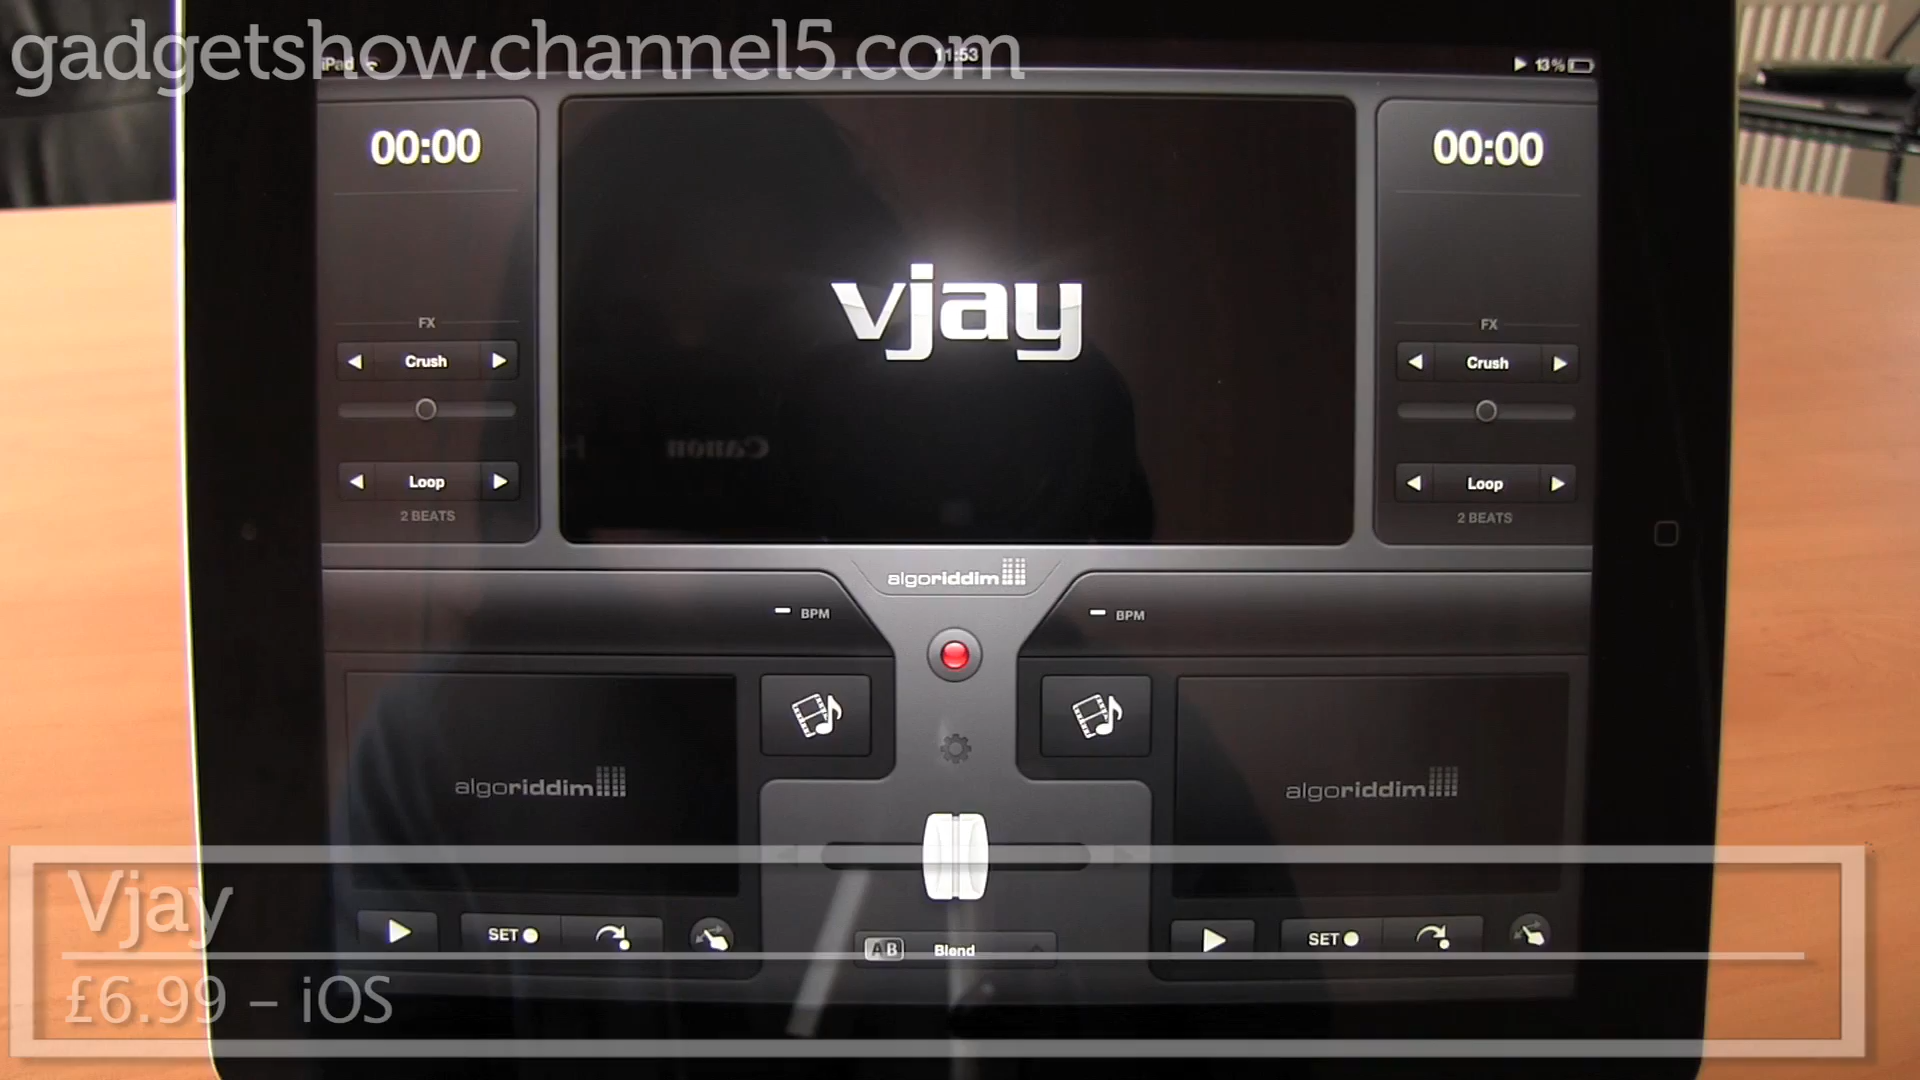 gadgetshow.channel5.com
iPad
11:53
13%
00:00
00:00
vjay
FX
FX
Crush
Crush
Canon
Loop
Loop
2 BEATS
2 BEATS
algoriddim
– BPM
– BPM
algoriddim
algoriddim
SET
SET
AB Blend
Vjay
£6.99 – iOS